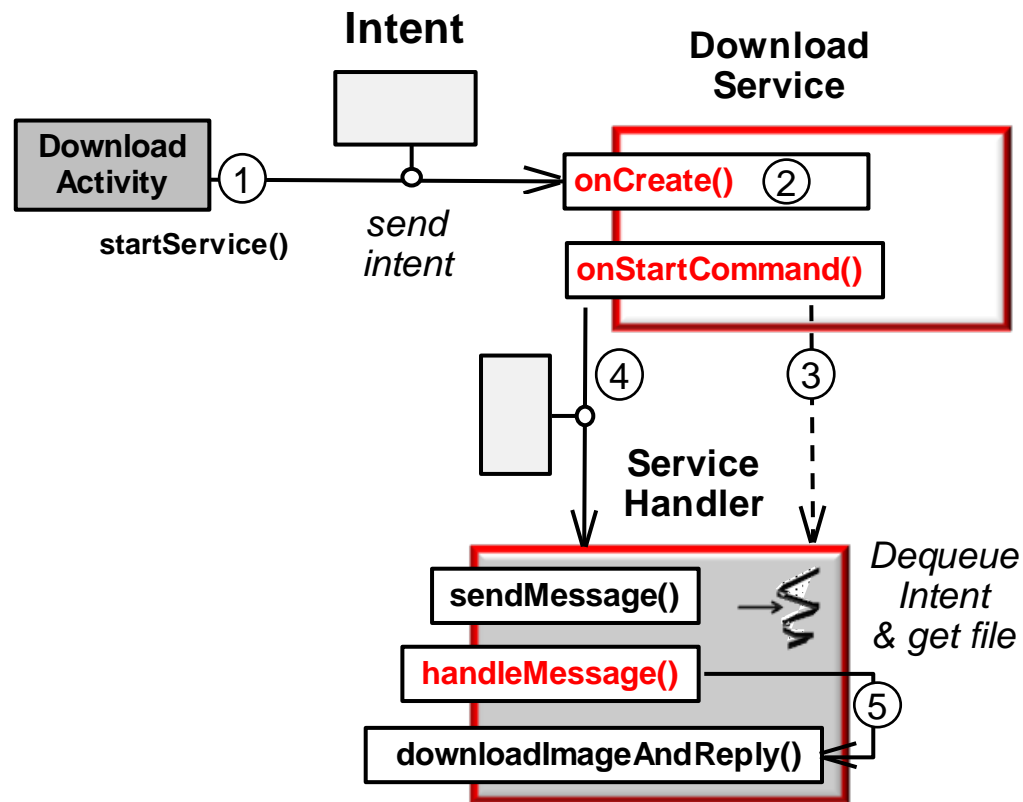 Intent
Download
Service
Download
Activity
1
onCreate()
2
startService()
send
intent
onStartCommand()
4
3
Service
Handler
Dequeue
Intent
& get file
sendMessage()
handleMessage()
5
downloadImageAndReply()